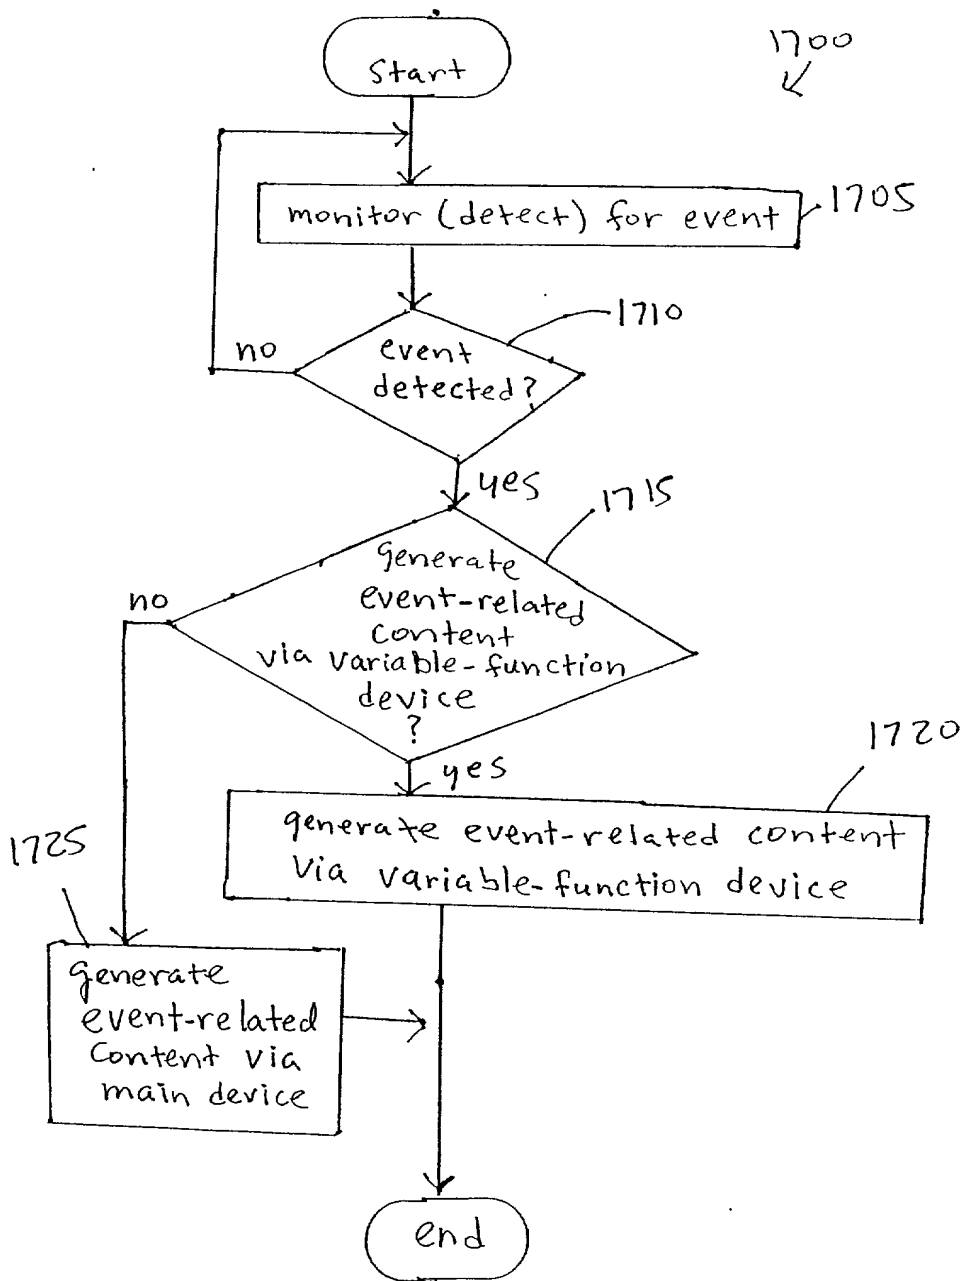 1700
Start
monitor (detect) for event
1705
1710
event
detected?
no
yes
1715
generate
event-related
content
via variable-function
device
?
no
yes
1720
generate event-related content
via variable-function device
1725
generate
event-related
content via
main device
end